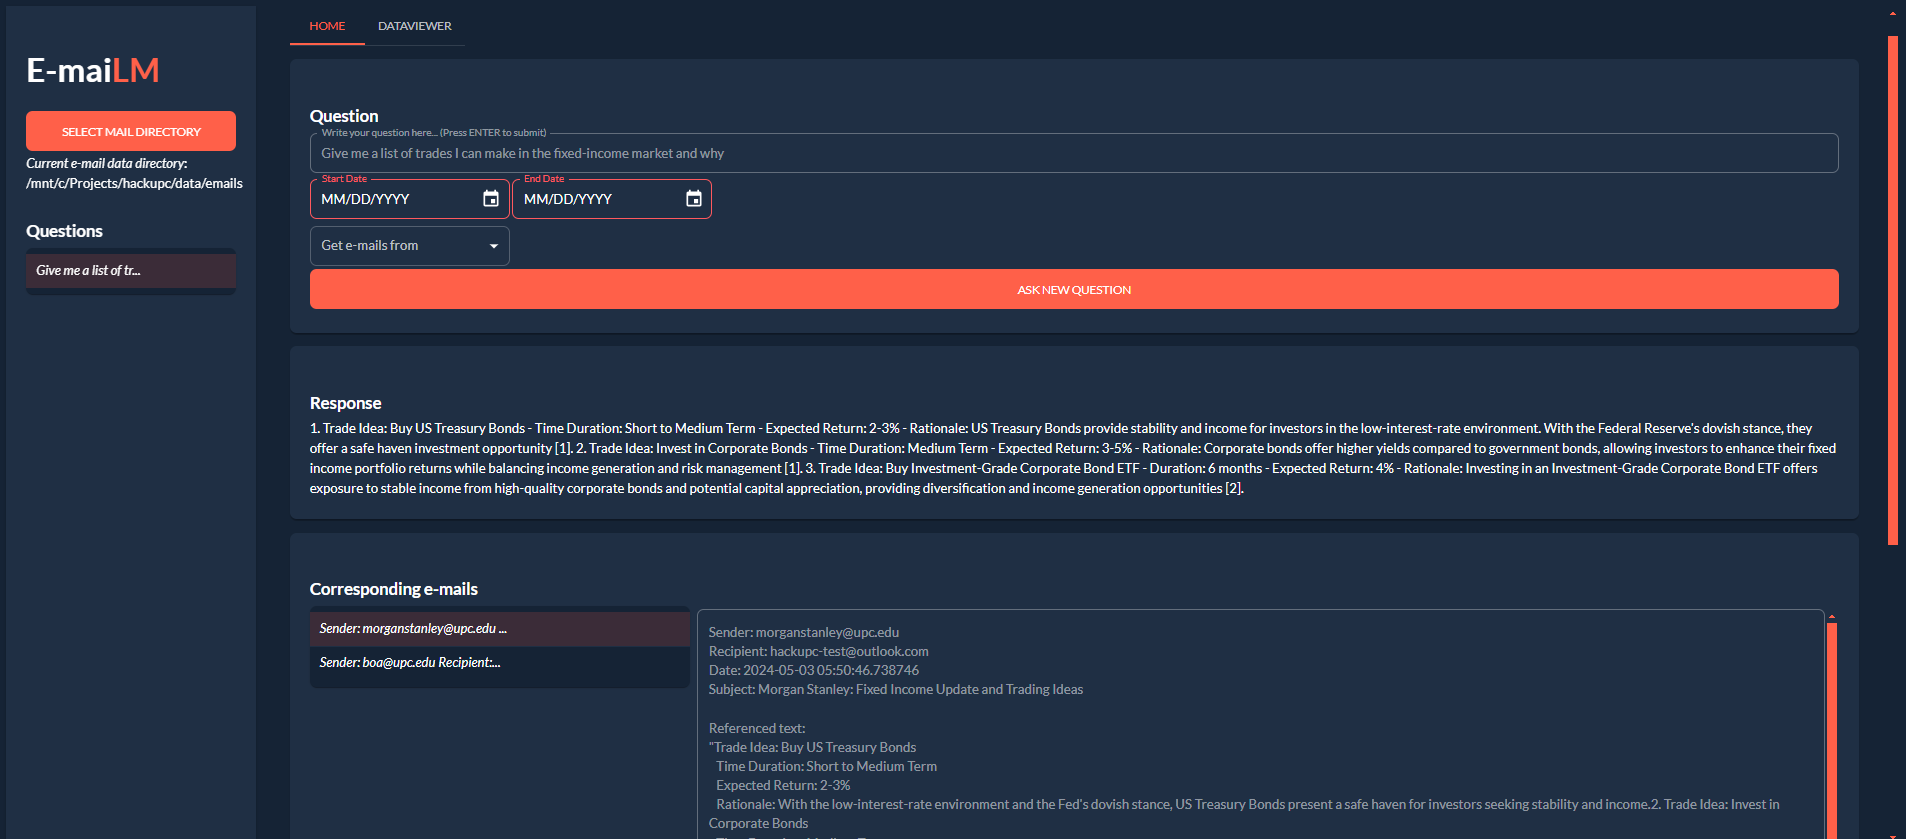 E-maiLM
SELECT MAIL DIRECTORY
Current e-mail data directory:
/mnt/c/Projects/hackupc/data/emails
Questions
Give me a list of tr...
HOME
DATAVIEWER
Question
Write your question here... (Press ENTER to submit)
Give me a list of trades I can make in the fixed-income market and why
Start Date
End Date
MM/DD/YYYY
MM/DD/YYYY
Get e-mails from
ASK NEW QUESTION
Response
1. Trade Idea: Buy US Treasury Bonds - Time Duration: Short to Medium Term - Expected Return: 2-3% - Rationale: US Treasury Bonds provide stability and income for investors in the low-interest-rate environment. With the Federal Reserve's dovish stance, they
offer a safe haven investment opportunity [1]. 2. Trade Idea: Invest in Corporate Bonds - Time Duration: Medium Term - Expected Return: 3-5% - Rationale: Corporate bonds offer higher yields compared to government bonds, allowing investors to enhance their fixed
income portfolio returns while balancing income generation and risk management [1]. 3. Trade Idea: Buy Investment-Grade Corporate Bond ETF - Duration: 6 months - Expected Return: 4% - Rationale: Investing in an Investment-Grade Corporate Bond ETF offers
exposure to stable income from high-quality corporate bonds and potential capital appreciation, providing diversification and income generation opportunities [2].
Corresponding e-mails
Sender: morganstanley@upc.edu ...
Sender: boa@upc.edu Recipient:...
Sender: morganstanley@upc.edu
Recipient: hackupc-test@outlook.com
Date: 2024-05-03 05:50:46.738746
Subject: Morgan Stanley: Fixed Income Update and Trading Ideas
Referenced text:
"Trade Idea: Buy US Treasury Bonds
Time Duration: Short to Medium Term
Expected Return: 2-3%
Rationale: With the low-interest-rate environment and the Fed's dovish stance, US Treasury Bonds present a safe haven for investors seeking stability and income.2. Trade Idea: Invest in
Corporate Bonds